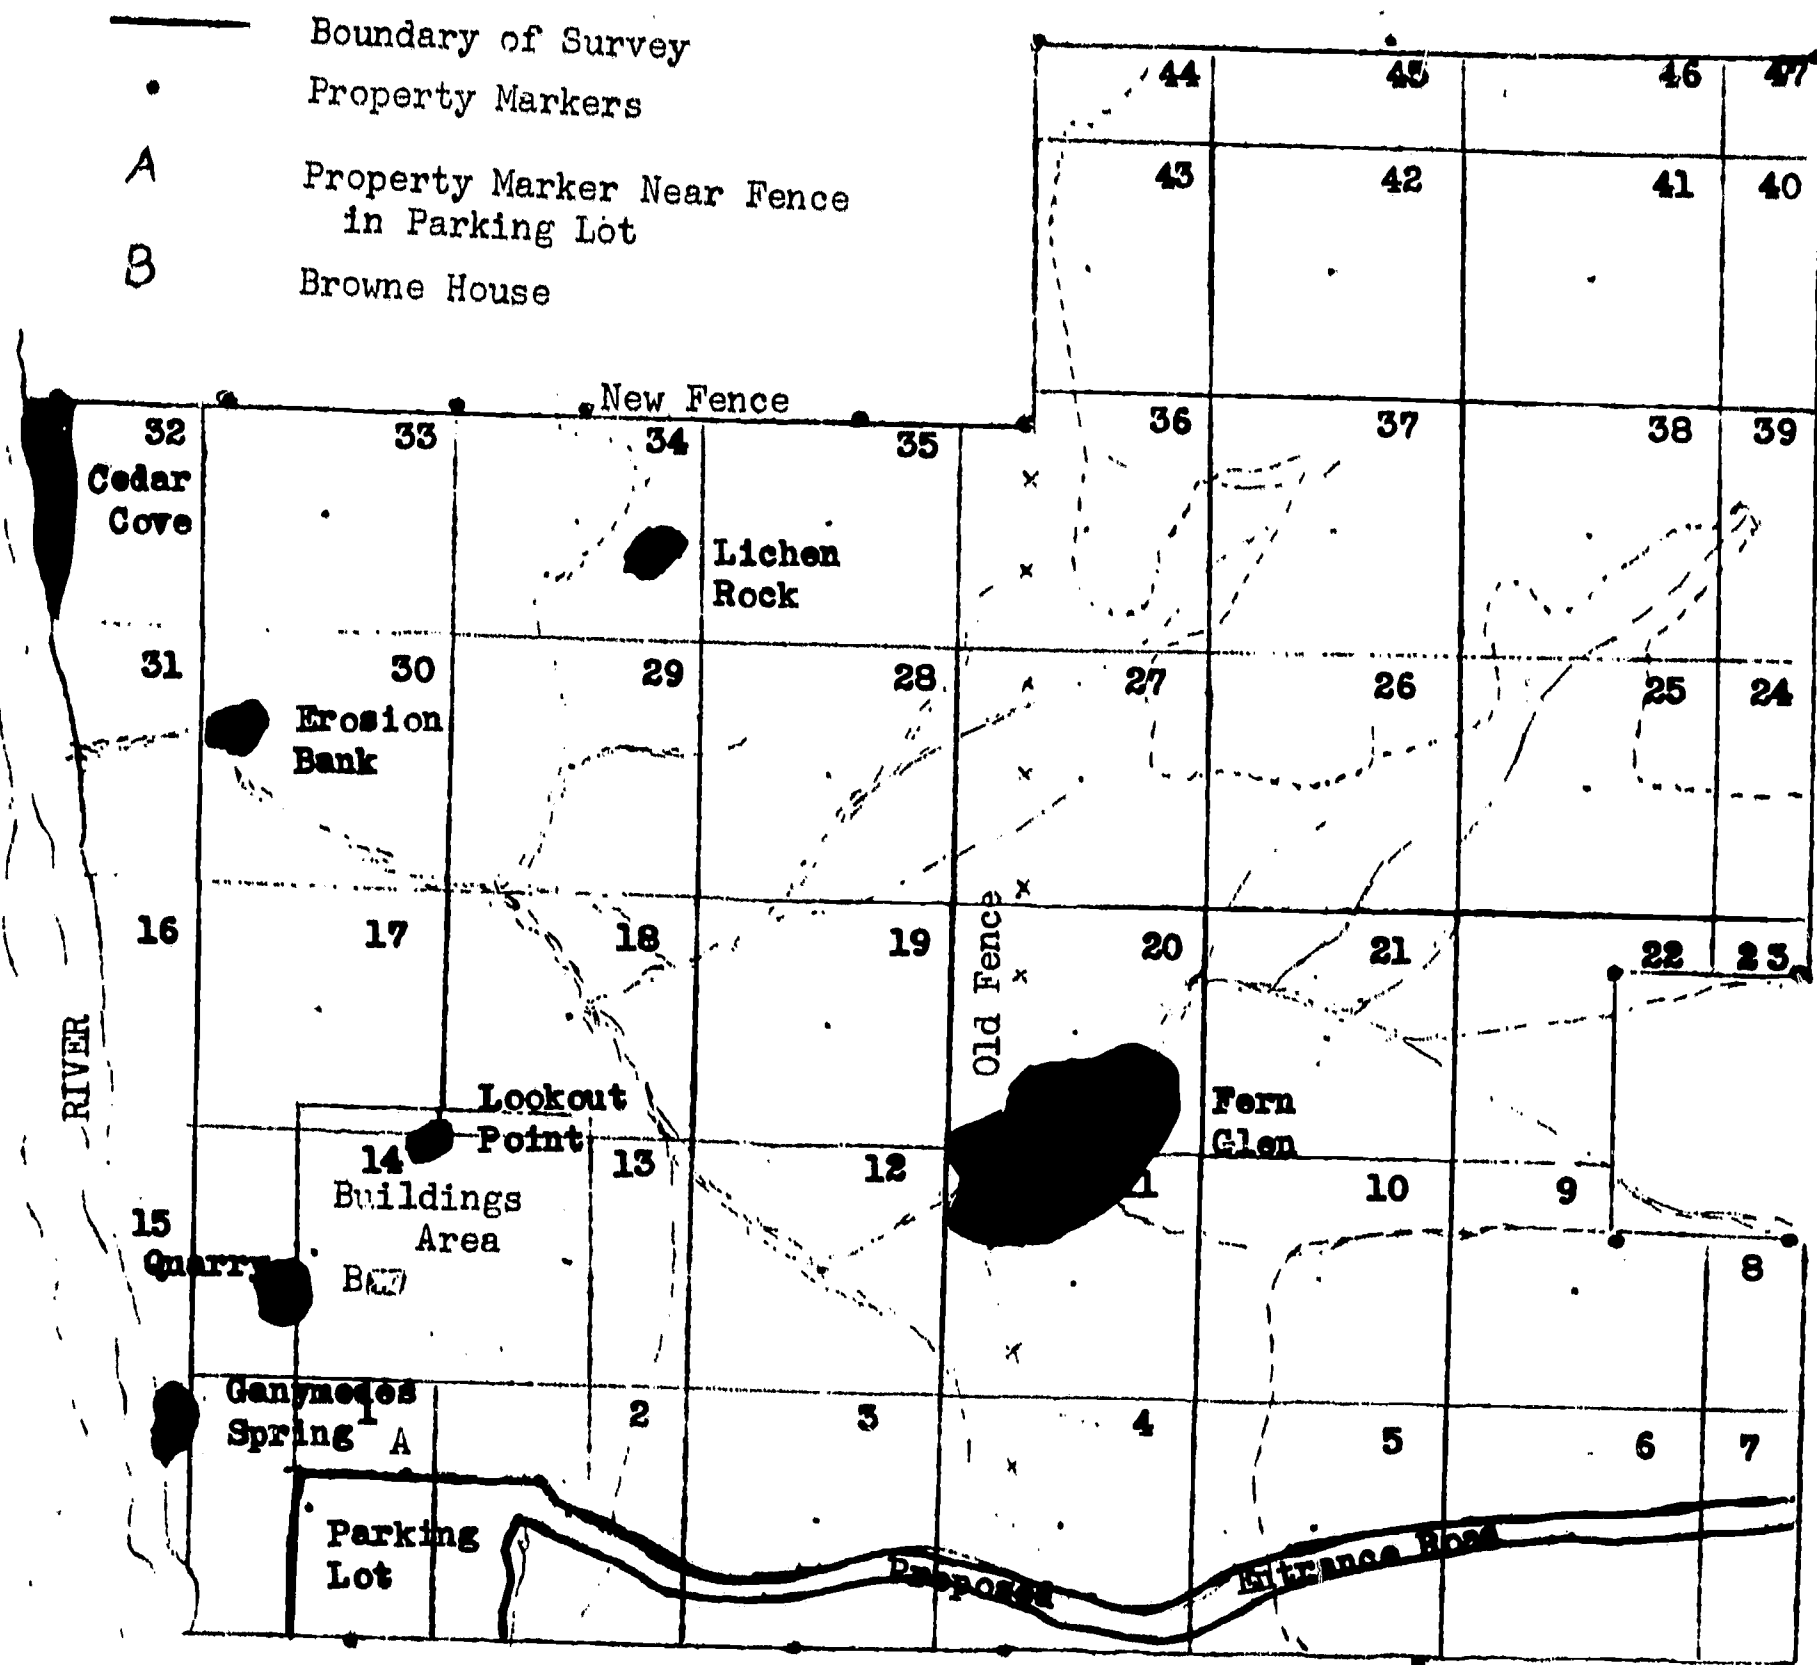 Boundary of Survey
Property Markers
A
Property Marker Near Fence
in Parking Lot
B
Browne House
44 45 46 47
43 42 41 40
New Fence
32 33 34 35 36 37 38 39
Cedar
Cove
Lichen
Rock
31 30 29 28 27 26 25 24
Erosion
Bank
16 17 18 19 20 21 22 23
Old Fence
RIVER
Lookout
Point
Fern
Glen
14 13 12 11 10 9
Buildings
Area
15
Quarry
B
8
Ganymedes
Spring
1 2 3 4 5 6 7
A
Parking
Lot
Proposed Entrance Road